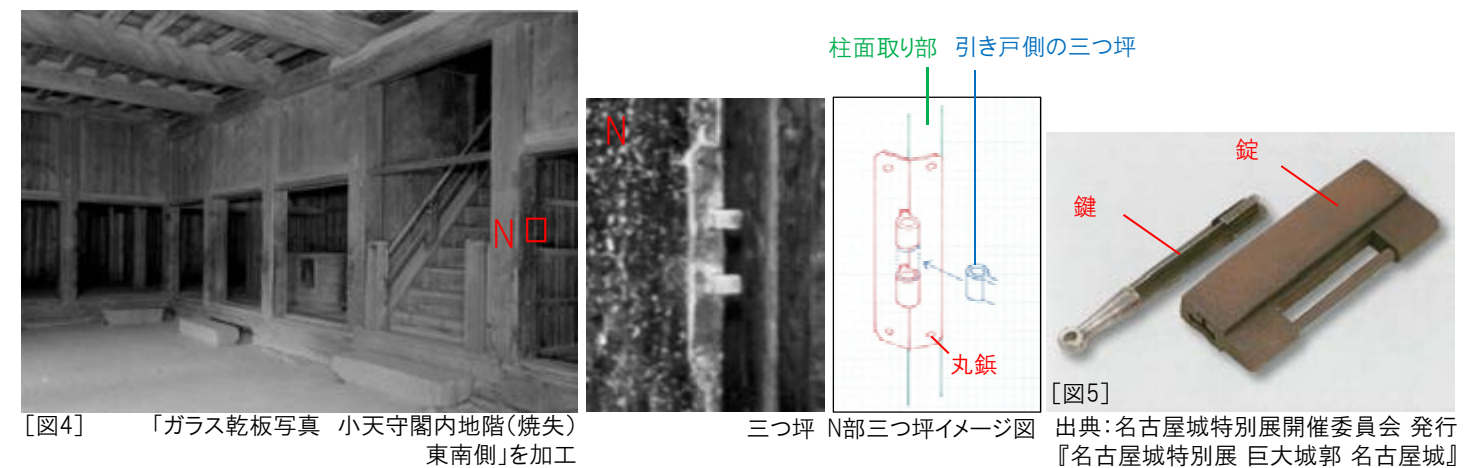 柱面取り部
引き戸側の三つ坪
N
N
丸鋲
錠
鍵
[図4] 「ガラス乾板写真 小天守閣内地階(焼失)
東南側」を加工
三つ坪
N部三つ坪イメージ図
[図5]
出典:名古屋城特別展開催委員会 発行
『名古屋城特別展 巨大城郭 名古屋城』